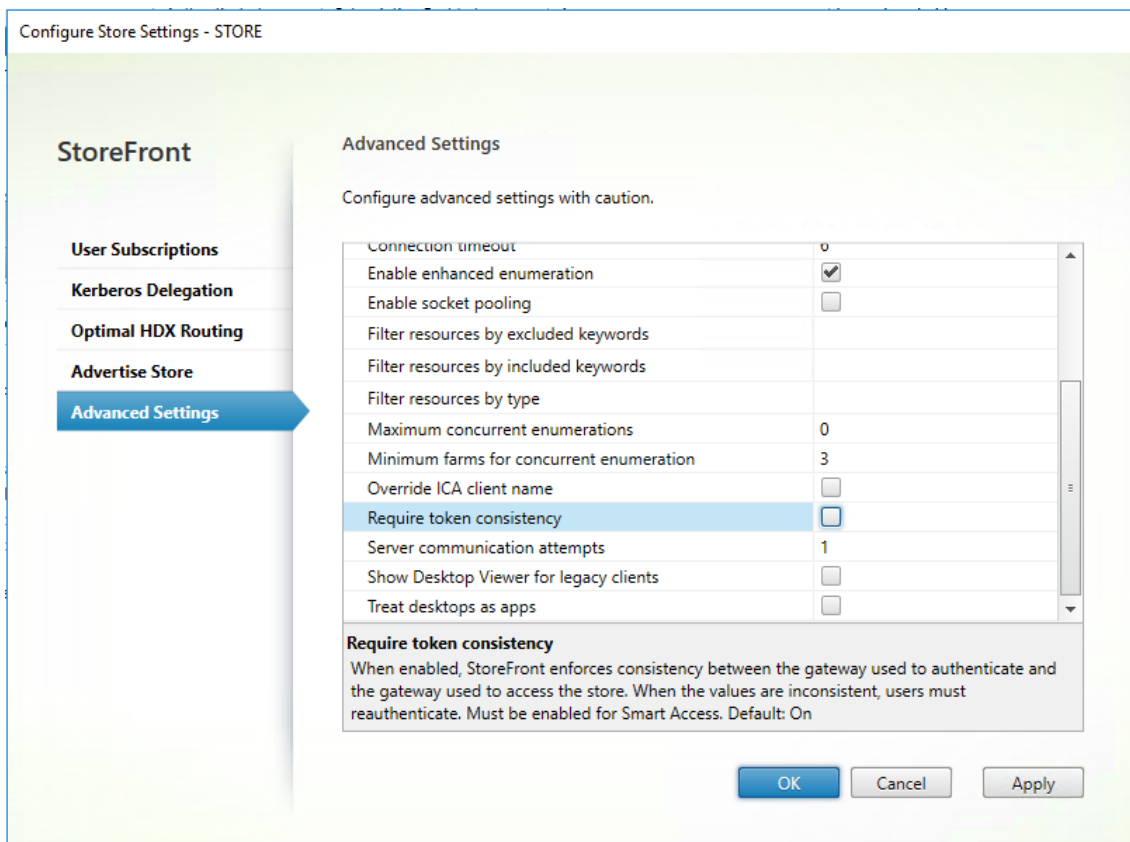 Configure Store Settings - STORE
StoreFront
User Subscriptions
Kerberos Delegation
Optimal HDX Routing
Advertise Store
Advanced Settings
Advanced Settings
Configure advanced settings with caution.
Connection timeout 6
Enable enhanced enumeration
Enable socket pooling
Filter resources by excluded keywords
Filter resources by included keywords
Filter resources by type
Maximum concurrent enumerations 0
Minimum farms for concurrent enumeration 3
Override ICA client name
Require token consistency
Server communication attempts 1
Show Desktop Viewer for legacy clients
Treat desktops as apps
Require token consistency
When enabled, StoreFront enforces consistency between the gateway used to authenticate and
the gateway used to access the store. When the values are inconsistent, users must
reauthenticate. Must be enabled for Smart Access. Default: On
OK Cancel Apply